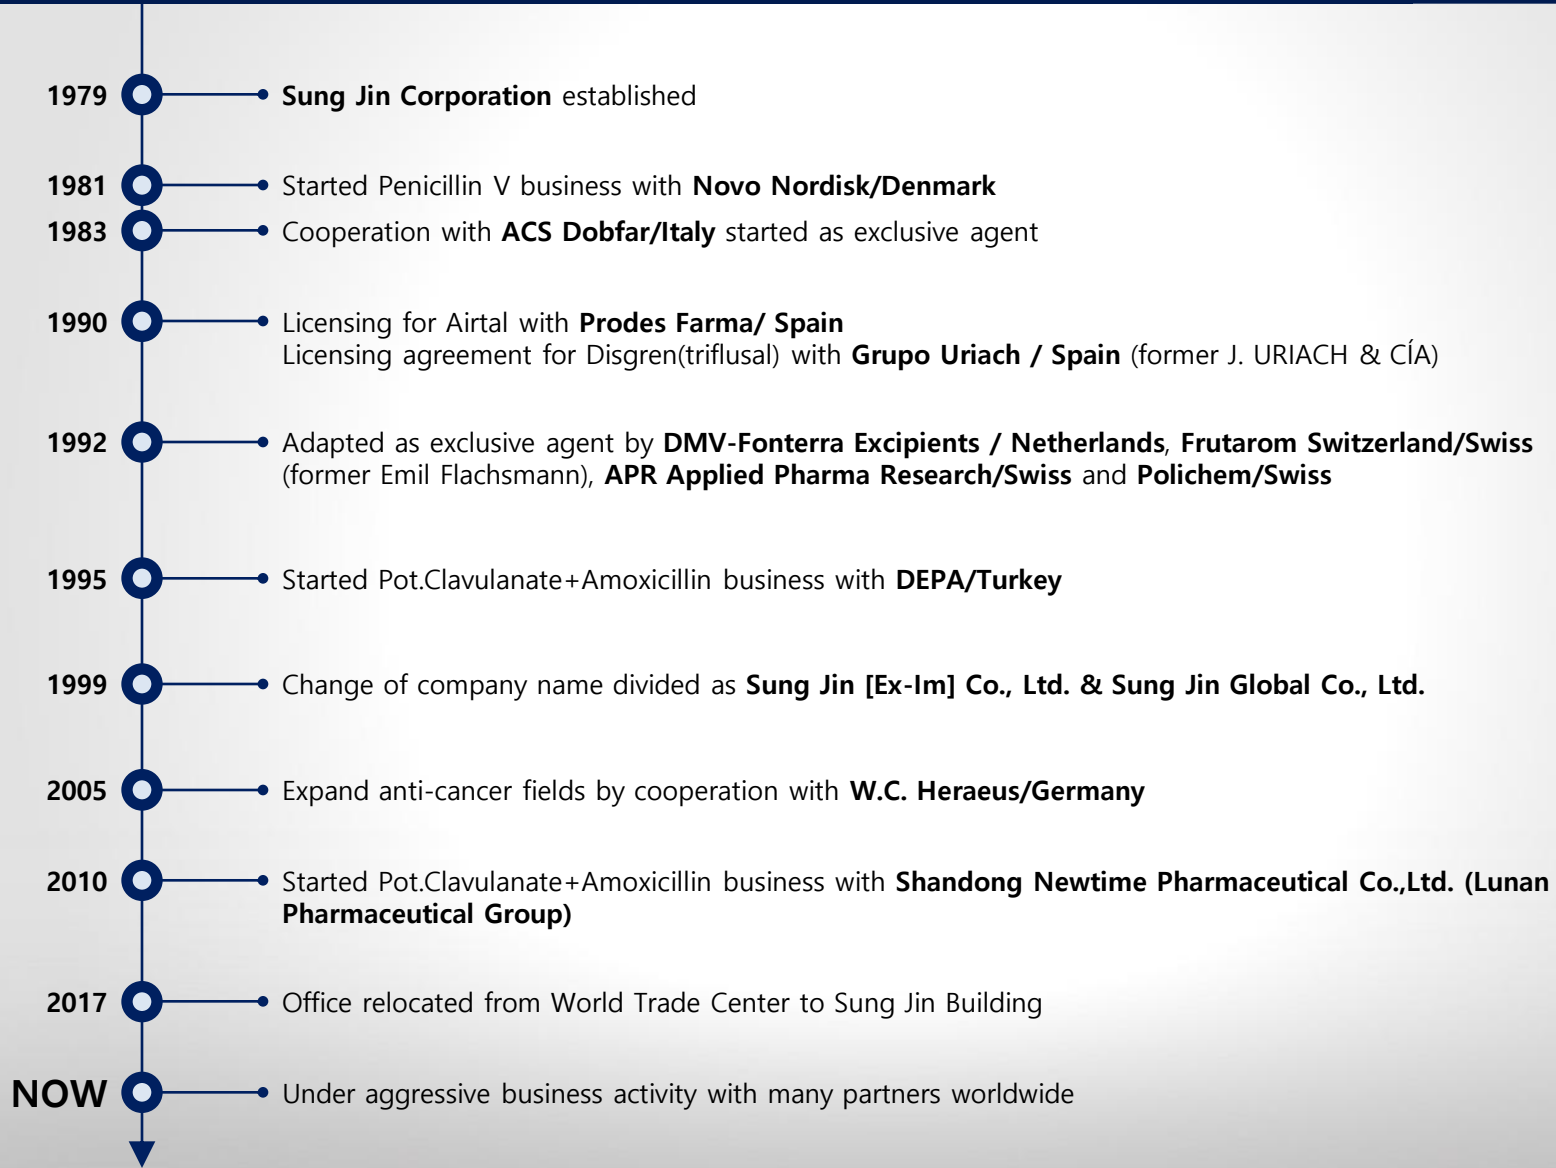 1979 Sung Jin Corporation established
1981 Started Penicillin V business with Novo Nordisk/Denmark
1983 Cooperation with ACS Dobfar/Italy started as exclusive agent
1990 Licensing for Airtal with Prodes Farma/ Spain
Licensing agreement for Disgren(triflusal) with Grupo Uriach / Spain (former J. URIACH & CÍA)
1992 Adapted as exclusive agent by DMV-Fonterra Excipients / Netherlands, Frutarom Switzerland/Swiss
(former Emil Flachsmann), APR Applied Pharma Research/Swiss and Polichem/Swiss
1995 Started Pot.Clavulanate+Amoxicillin business with DEPA/Turkey
1999 Change of company name divided as Sung Jin [Ex-Im] Co., Ltd. & Sung Jin Global Co., Ltd.
2005 Expand anti-cancer fields by cooperation with W.C. Heraeus/Germany
2010 Started Pot.Clavulanate+Amoxicillin business with Shandong Newtime Pharmaceutical Co.,Ltd. (Lunan
Pharmaceutical Group)
2017 Office relocated from World Trade Center to Sung Jin Building
NOW Under aggressive business activity with many partners worldwide